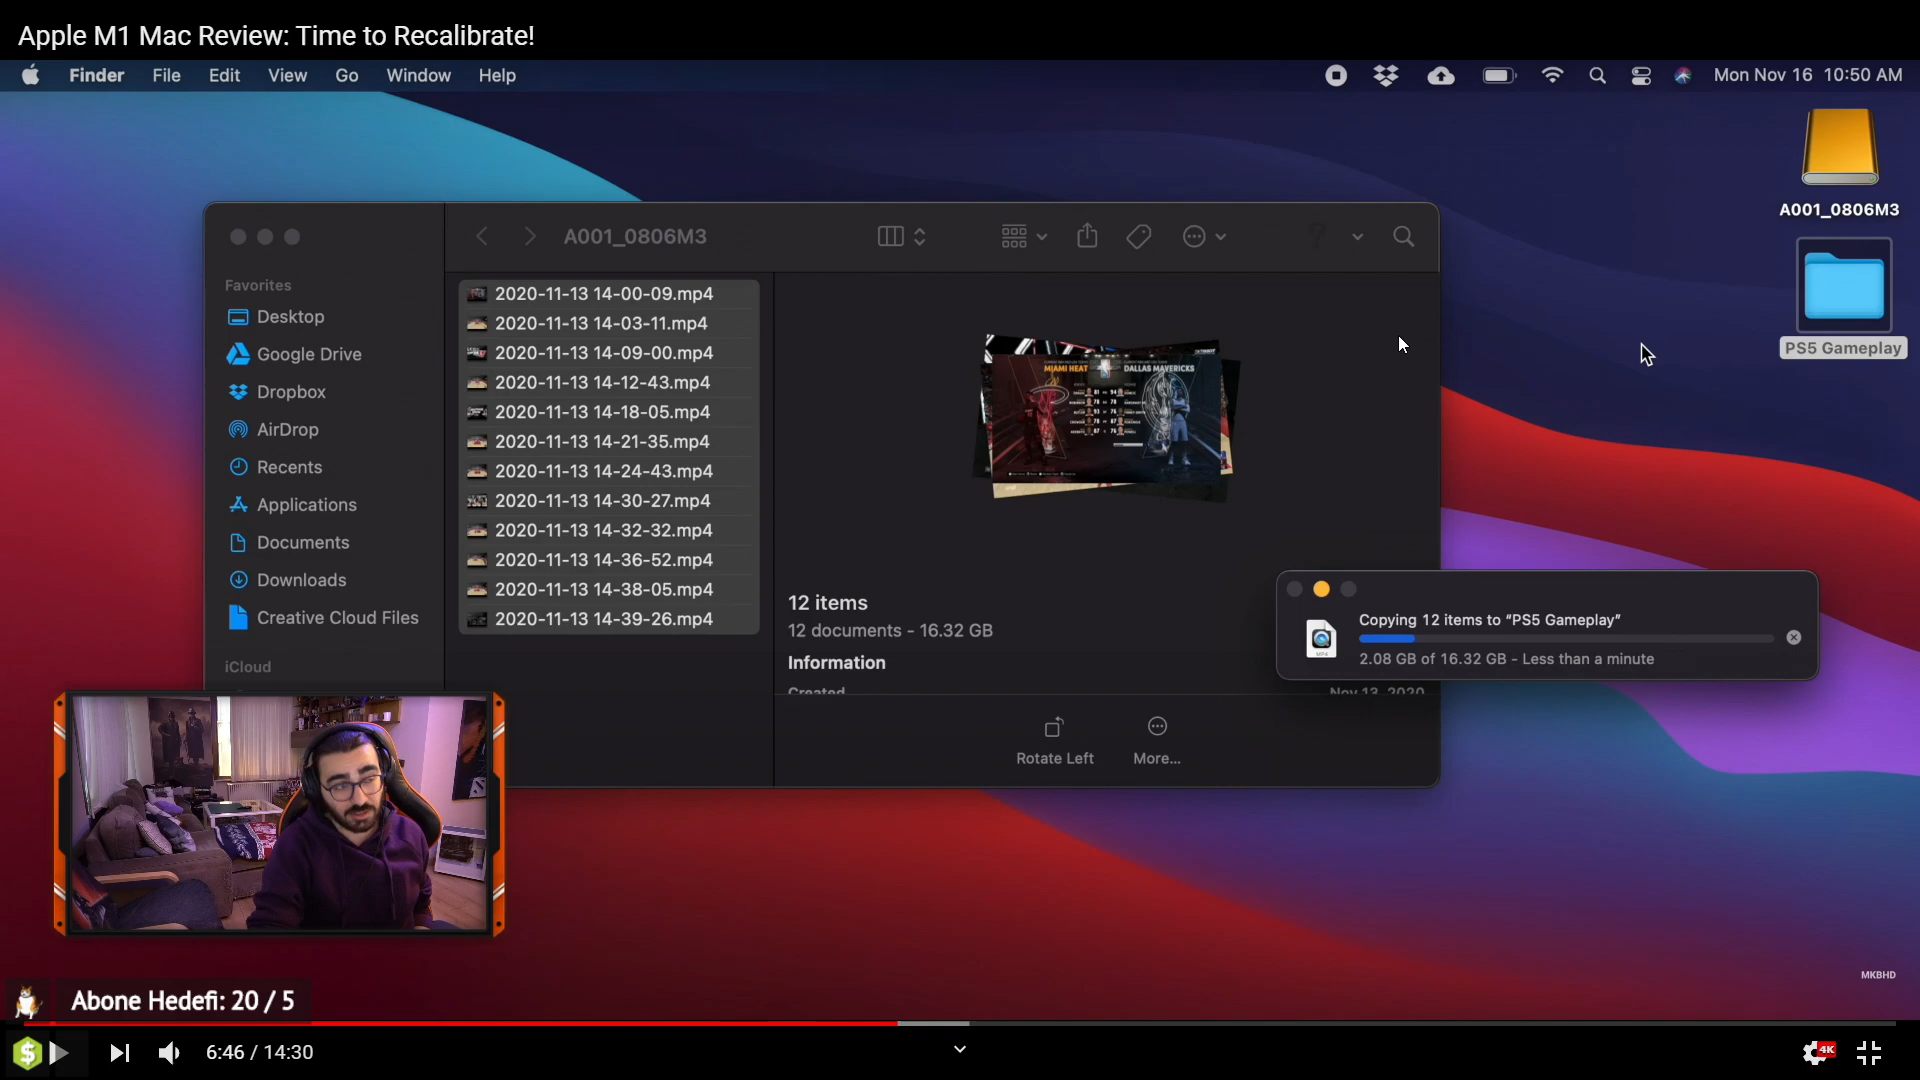 Apple M1 Mac Review: Time to Recalibrate!
Finder File Edit View Go Window Help
Mon Nov 16 10:50 AM
A001_0806M3
PS5 Gameplay
A001_0806M3
Favorites
Desktop
Google Drive
Dropbox
AirDrop
Recents
Applications
Documents
Downloads
Creative Cloud Files
iCloud
2020-11-13 14-00-09.mp4
2020-11-13 14-03-11.mp4
2020-11-13 14-09-00.mp4
2020-11-13 14-12-43.mp4
2020-11-13 14-18-05.mp4
2020-11-13 14-21-35.mp4
2020-11-13 14-24-43.mp4
2020-11-13 14-30-27.mp4
2020-11-13 14-32-32.mp4
2020-11-13 14-36-52.mp4
2020-11-13 14-38-05.mp4
2020-11-13 14-39-26.mp4
MIAMI HEAT DALLAS MAVERICKS
12 items
12 documents - 16.32 GB
Information
Created Nov 13, 2020
Rotate Left More...
Copying 12 items to “PS5 Gameplay”
2.08 GB of 16.32 GB - Less than a minute
MP4
MKBHD
Abone Hedefi: 20 / 5
6:46 / 14:30
4K